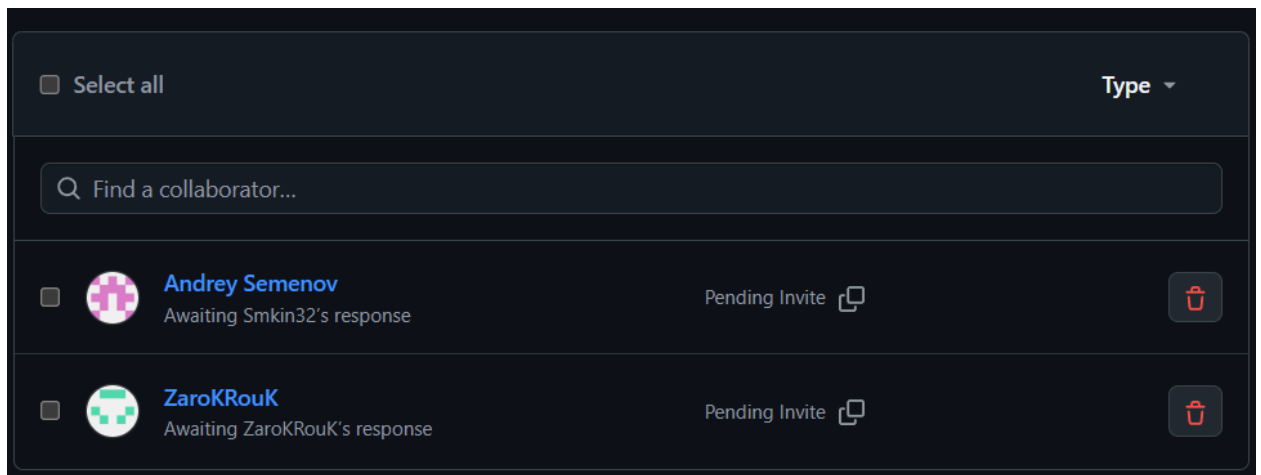 Select all
Type
Find a collaborator...
Andrey Semenov
Awaiting Smkin32's response
Pending Invite
ZaroKRouK
Awaiting ZaroKRouK's response
Pending Invite